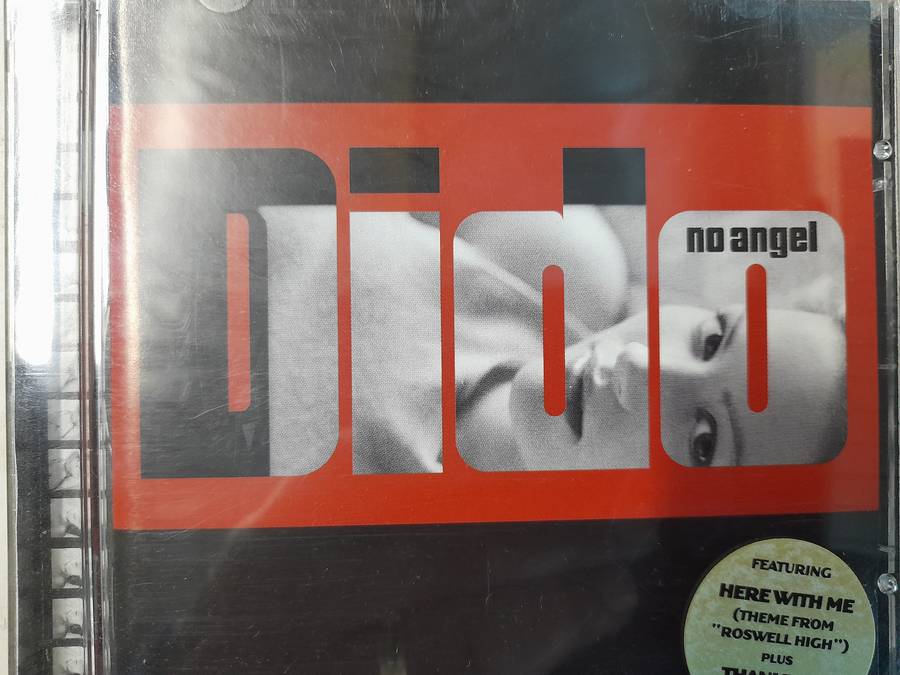 Dido
no angel
FEATURING
HERE WITH ME
(THEME FROM
"ROSWELL HIGH")
PLUS